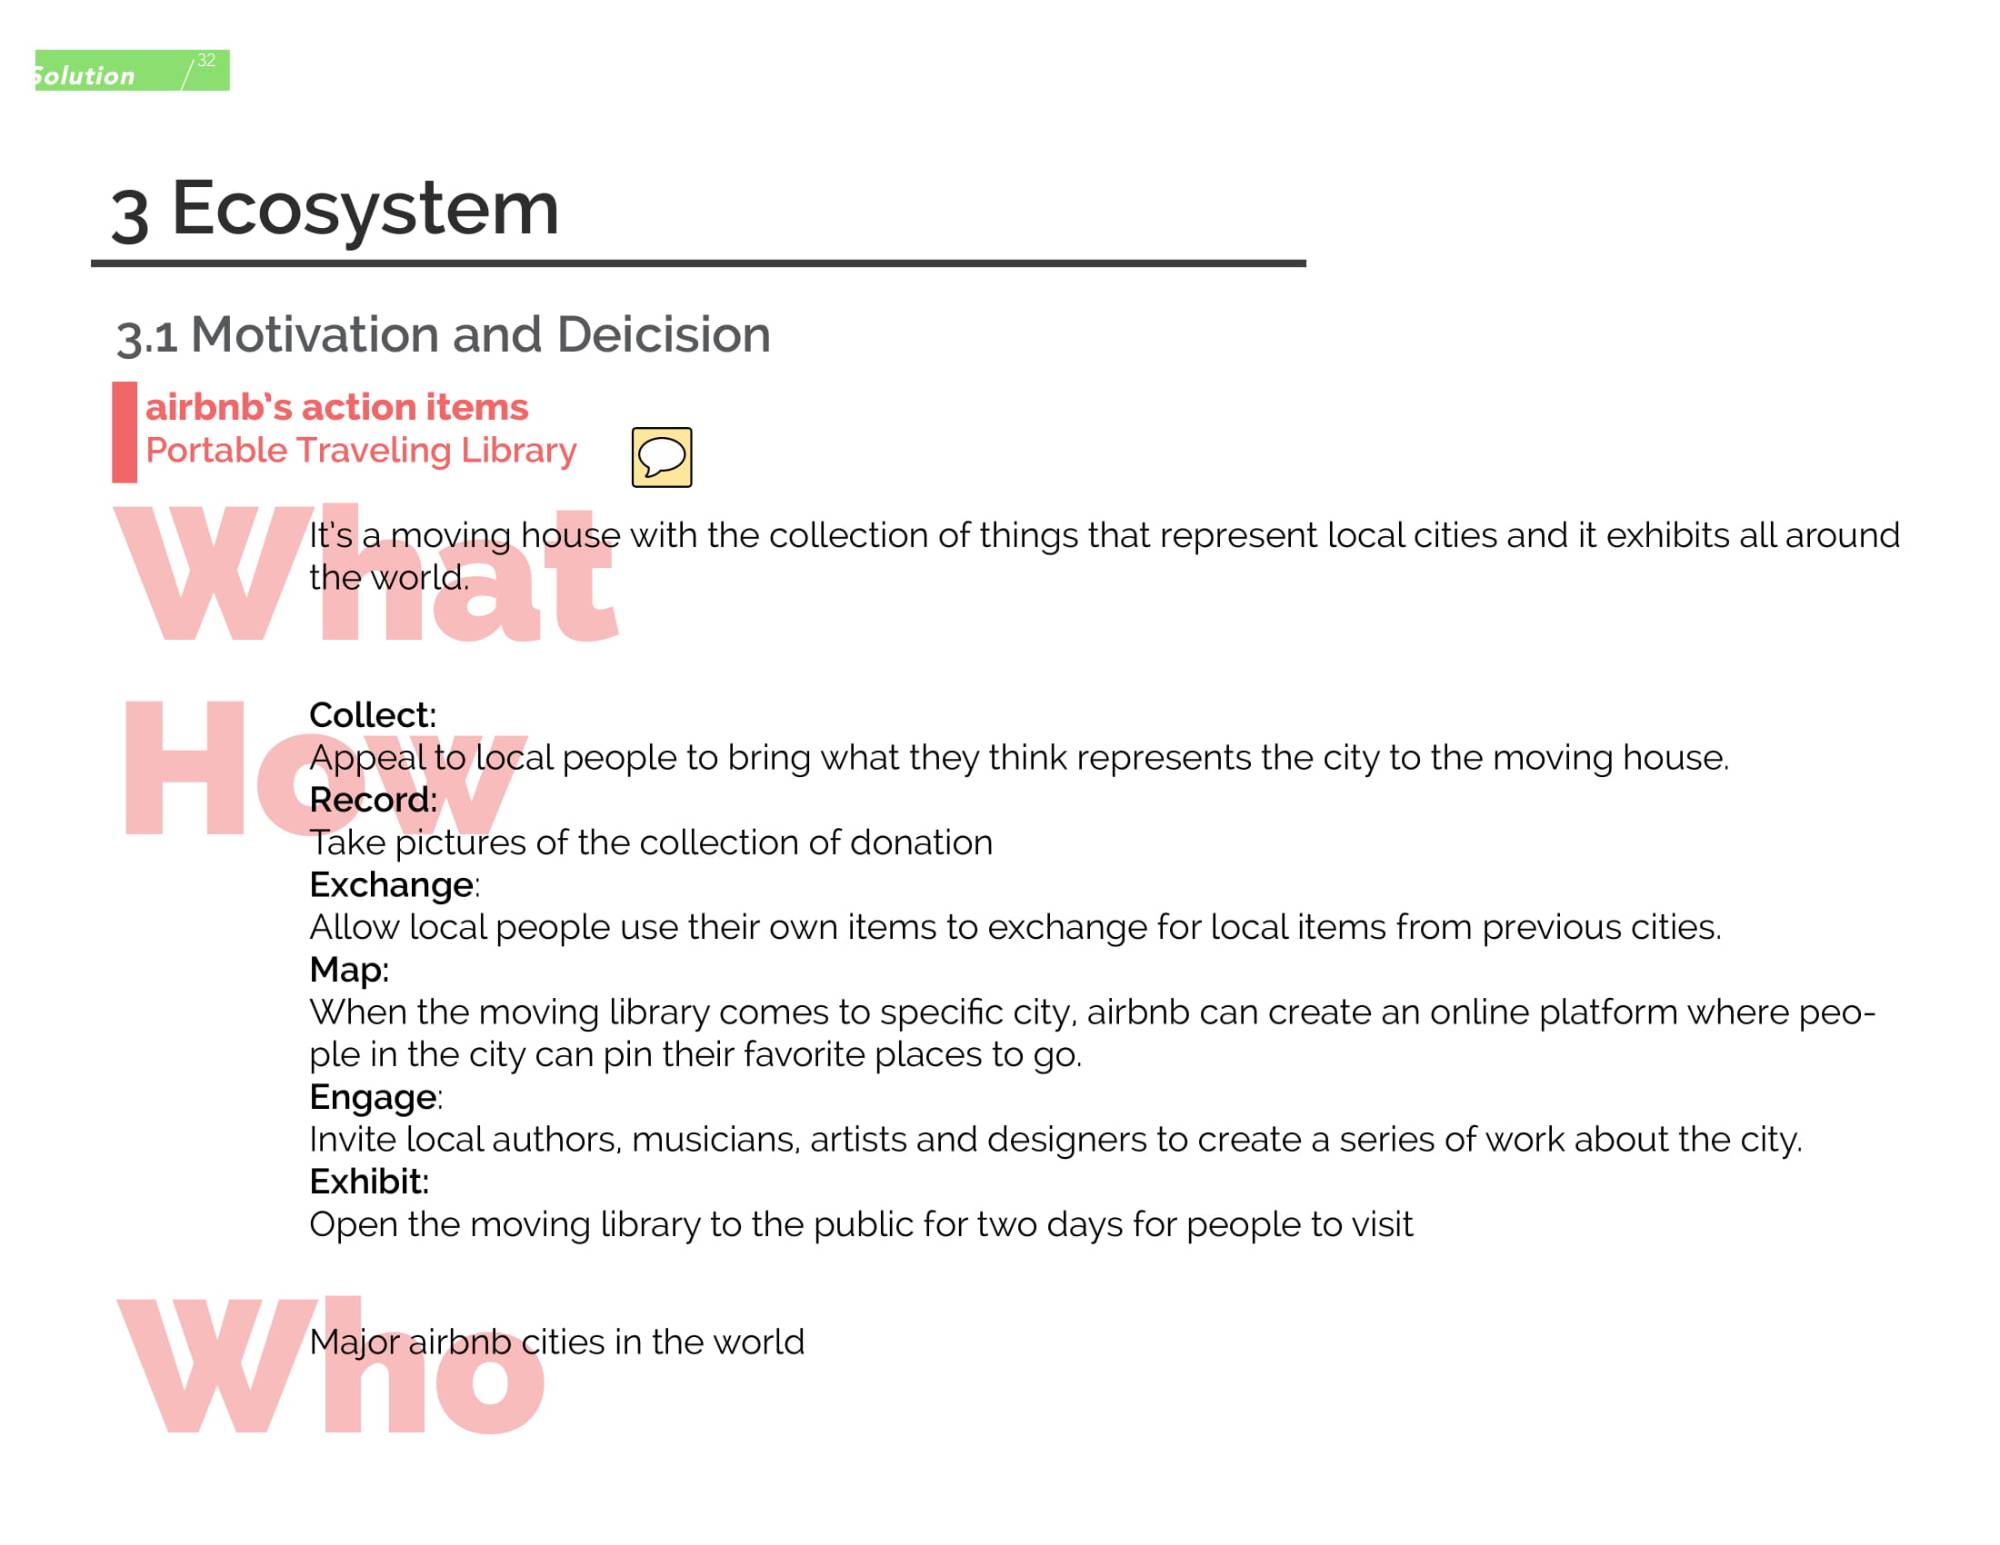 Solution /32
3 Ecosystem
3.1 Motivation and Deicision
airbnb's action items
Portable Traveling Library
What
It's a moving house with the collection of things that represent local cities and it exhibits all around
the world.
How
Collect:
Appeal to local people to bring what they think represents the city to the moving house.
Record:
Take pictures of the collection of donation
Exchange:
Allow local people use their own items to exchange for local items from previous cities.
Map:
When the moving library comes to specific city, airbnb can create an online platform where peo-
ple in the city can pin their favorite places to go.
Engage:
Invite local authors, musicians, artists and designers to create a series of work about the city.
Exhibit:
Open the moving library to the public for two days for people to visit
Who
Major airbnb cities in the world